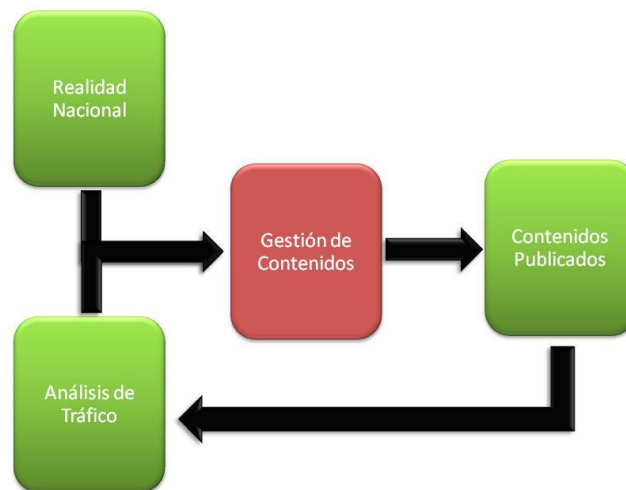 Realidad
Nacional
Gestión de
Contenidos
Contenidos
Publicados
Análisis de
Tráfico